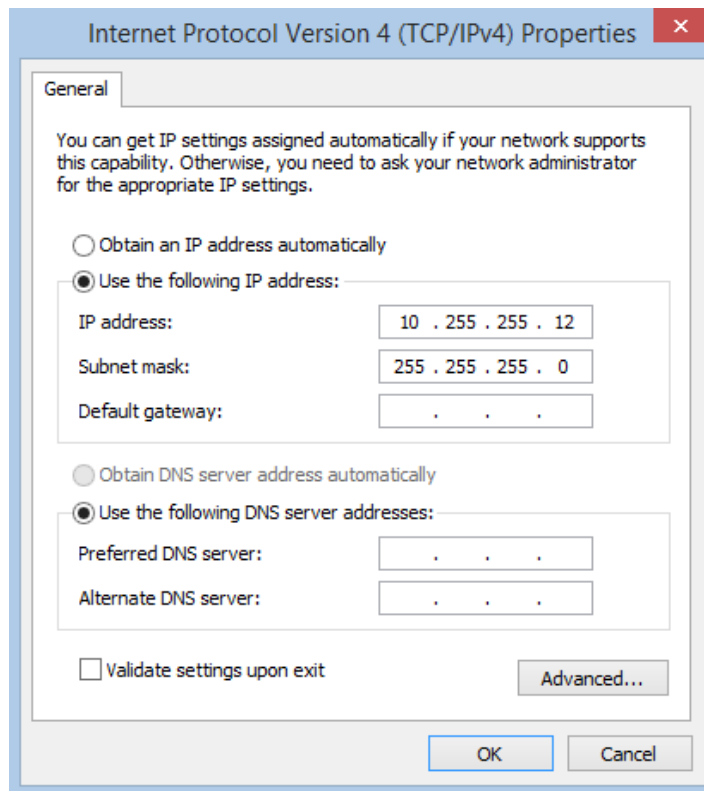 Internet Protocol Version 4 (TCP/IPv4) Properties
General
You can get IP settings assigned automatically if your network supports
this capability. Otherwise, you need to ask your network administrator
for the appropriate IP settings.
Obtain an IP address automatically
Use the following IP address:
IP address: 10 . 255 . 255 . 12
Subnet mask: 255 . 255 . 255 . 0
Default gateway: . . .
Obtain DNS server address automatically
Use the following DNS server addresses:
Preferred DNS server: . . .
Alternate DNS server: . . .
Validate settings upon exit
Advanced...
OK Cancel